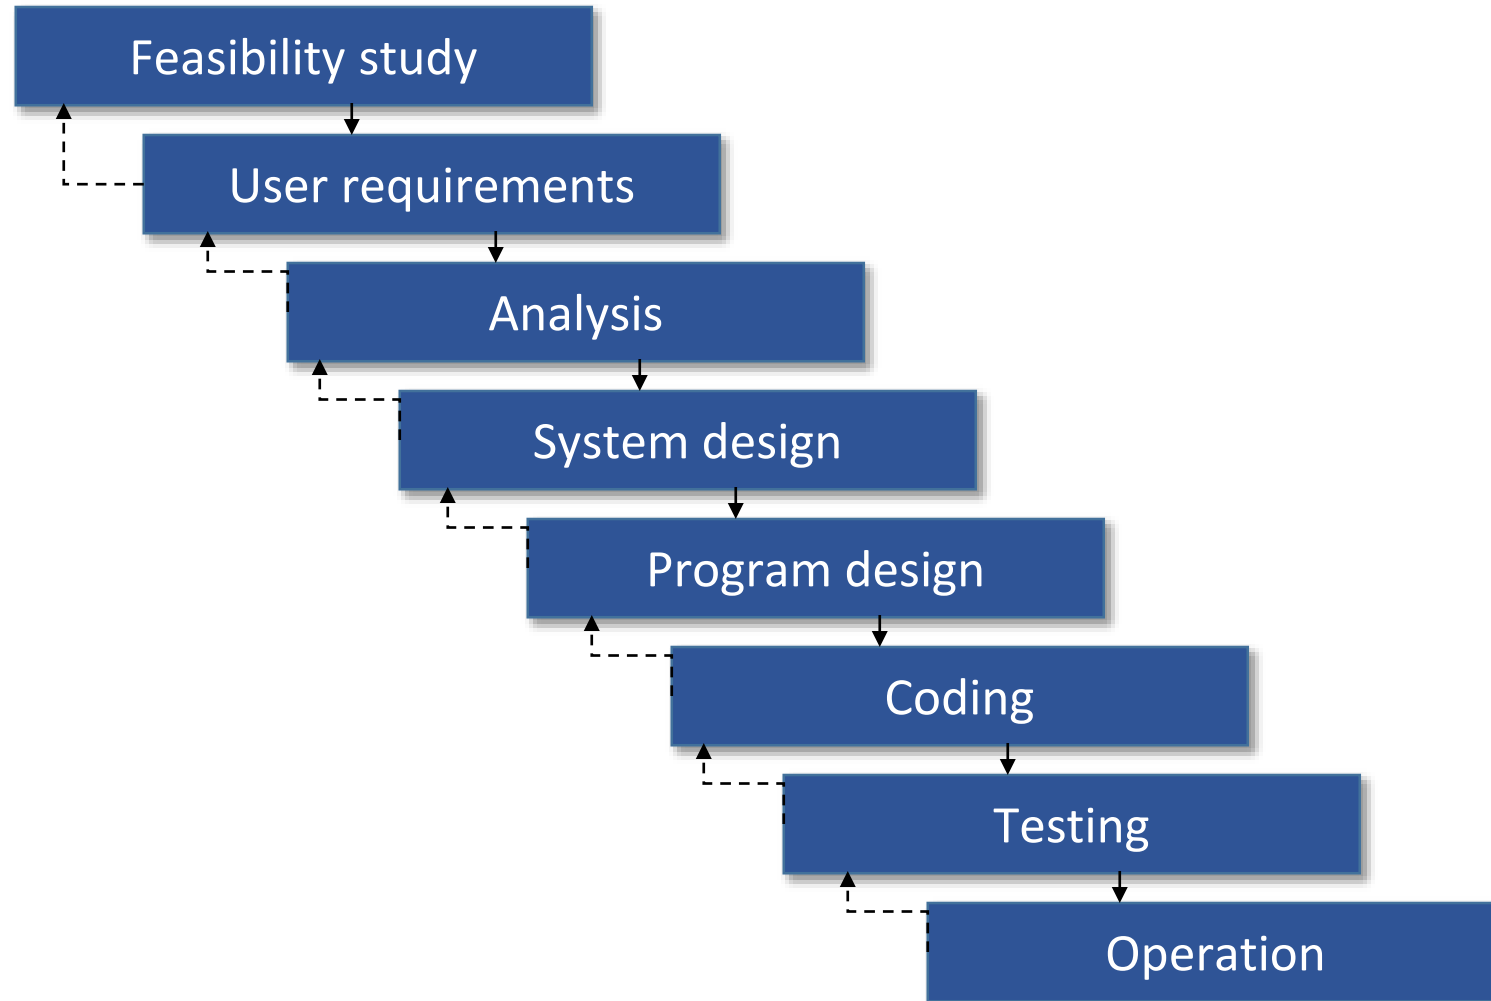 Feasibility study
User requirements
Analysis
System design
Program design
Coding
Testing
Operation